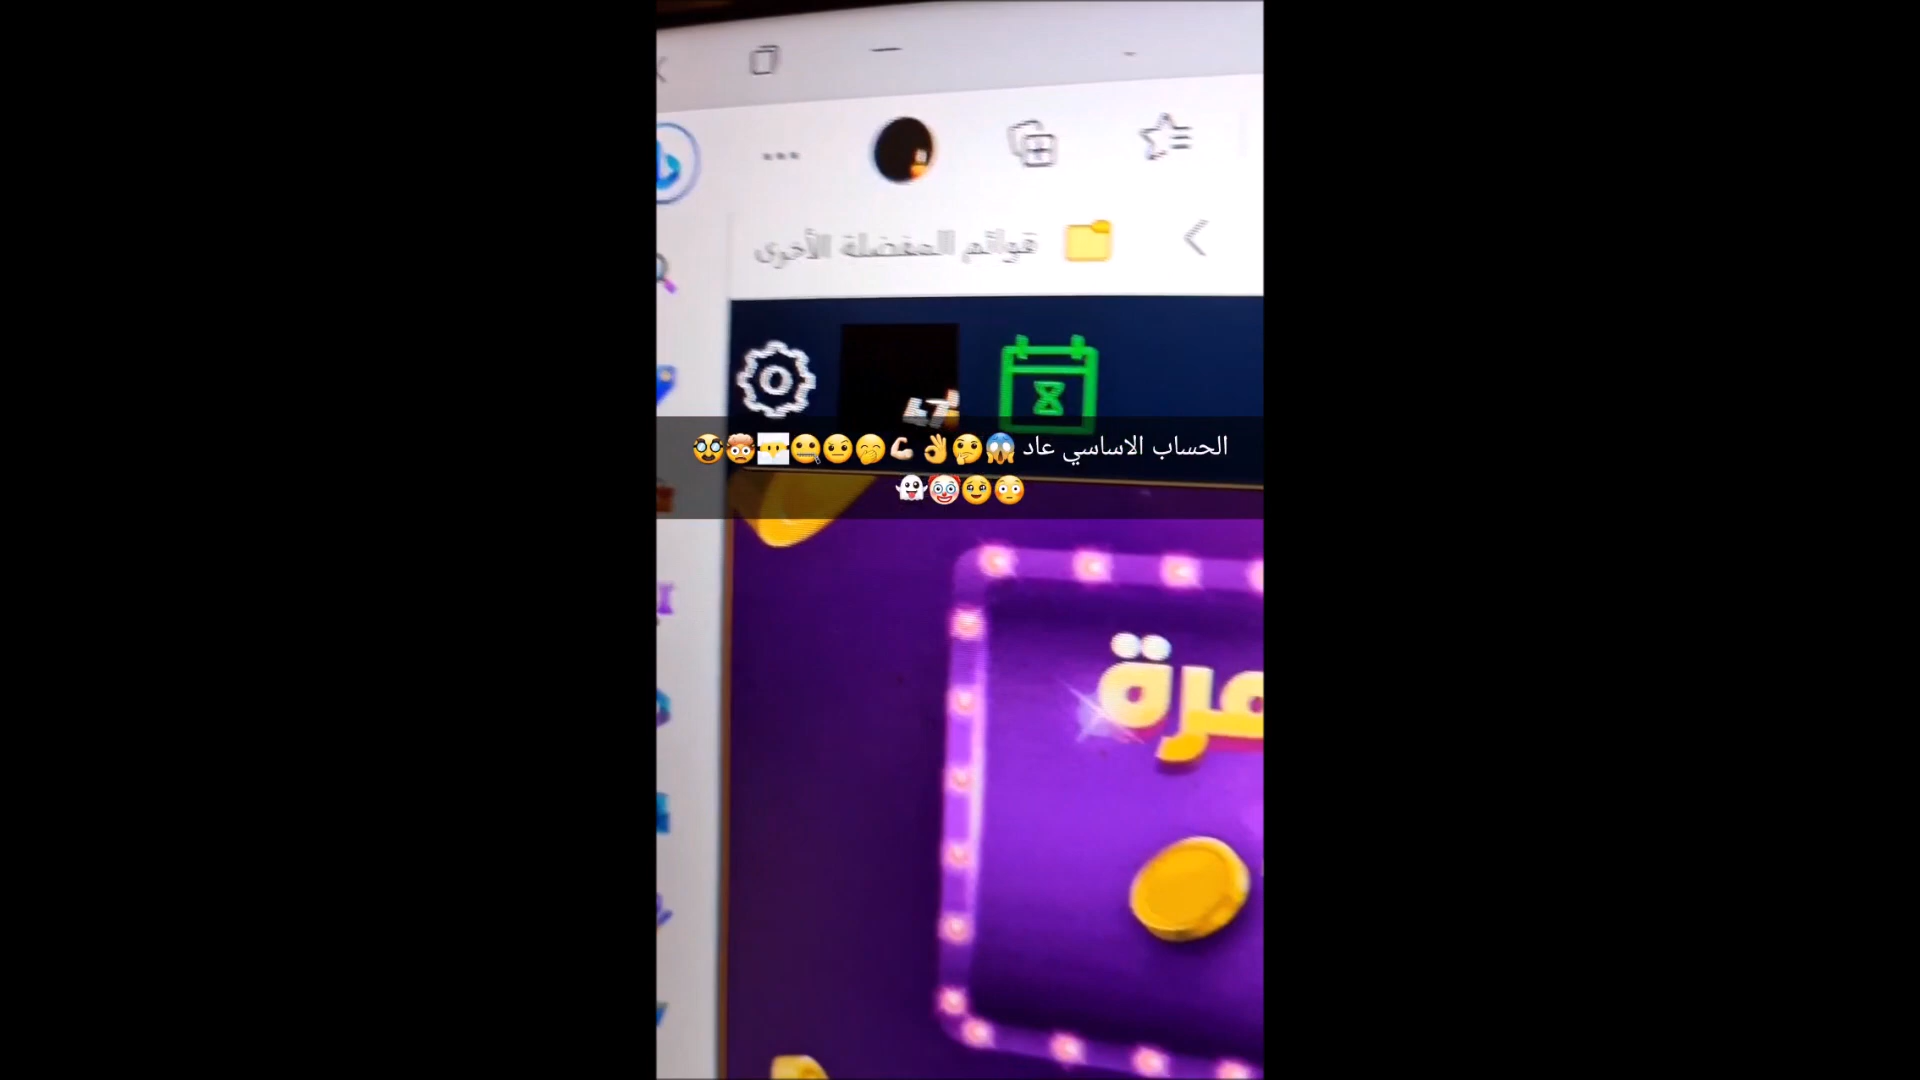 قوائم المفضلة الأخرى
الحساب الاساسي عاد 😱🤔👌💪🏻🤭🤨🤐🫥🤯🥸
😳🥹🤡👻